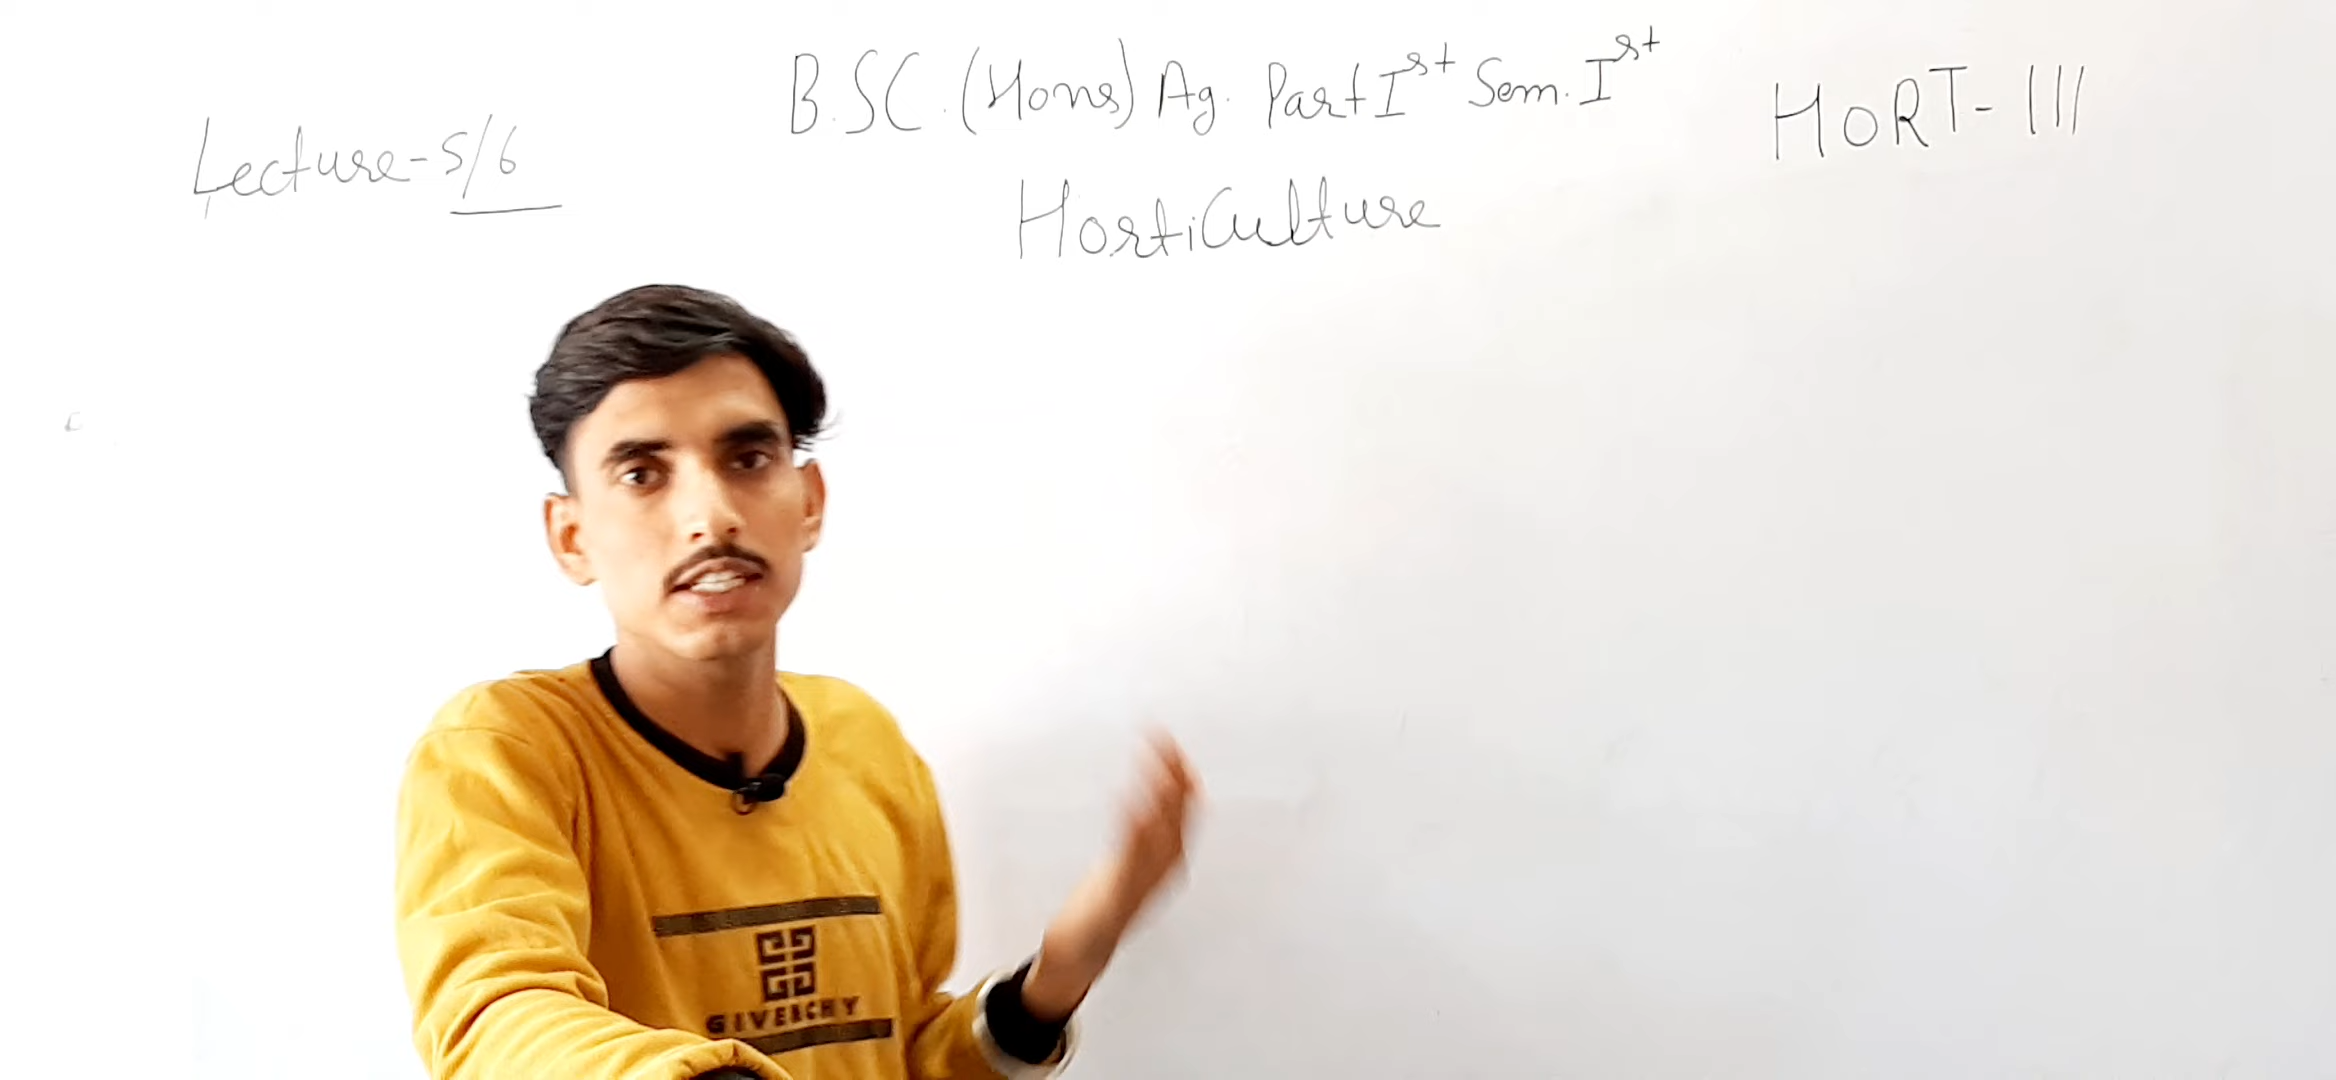 B.SC. (Hons) Ag. Part Ist Sem. Ist
HORT-111
Lecture-5/6
Horticulture
GIVENCHY